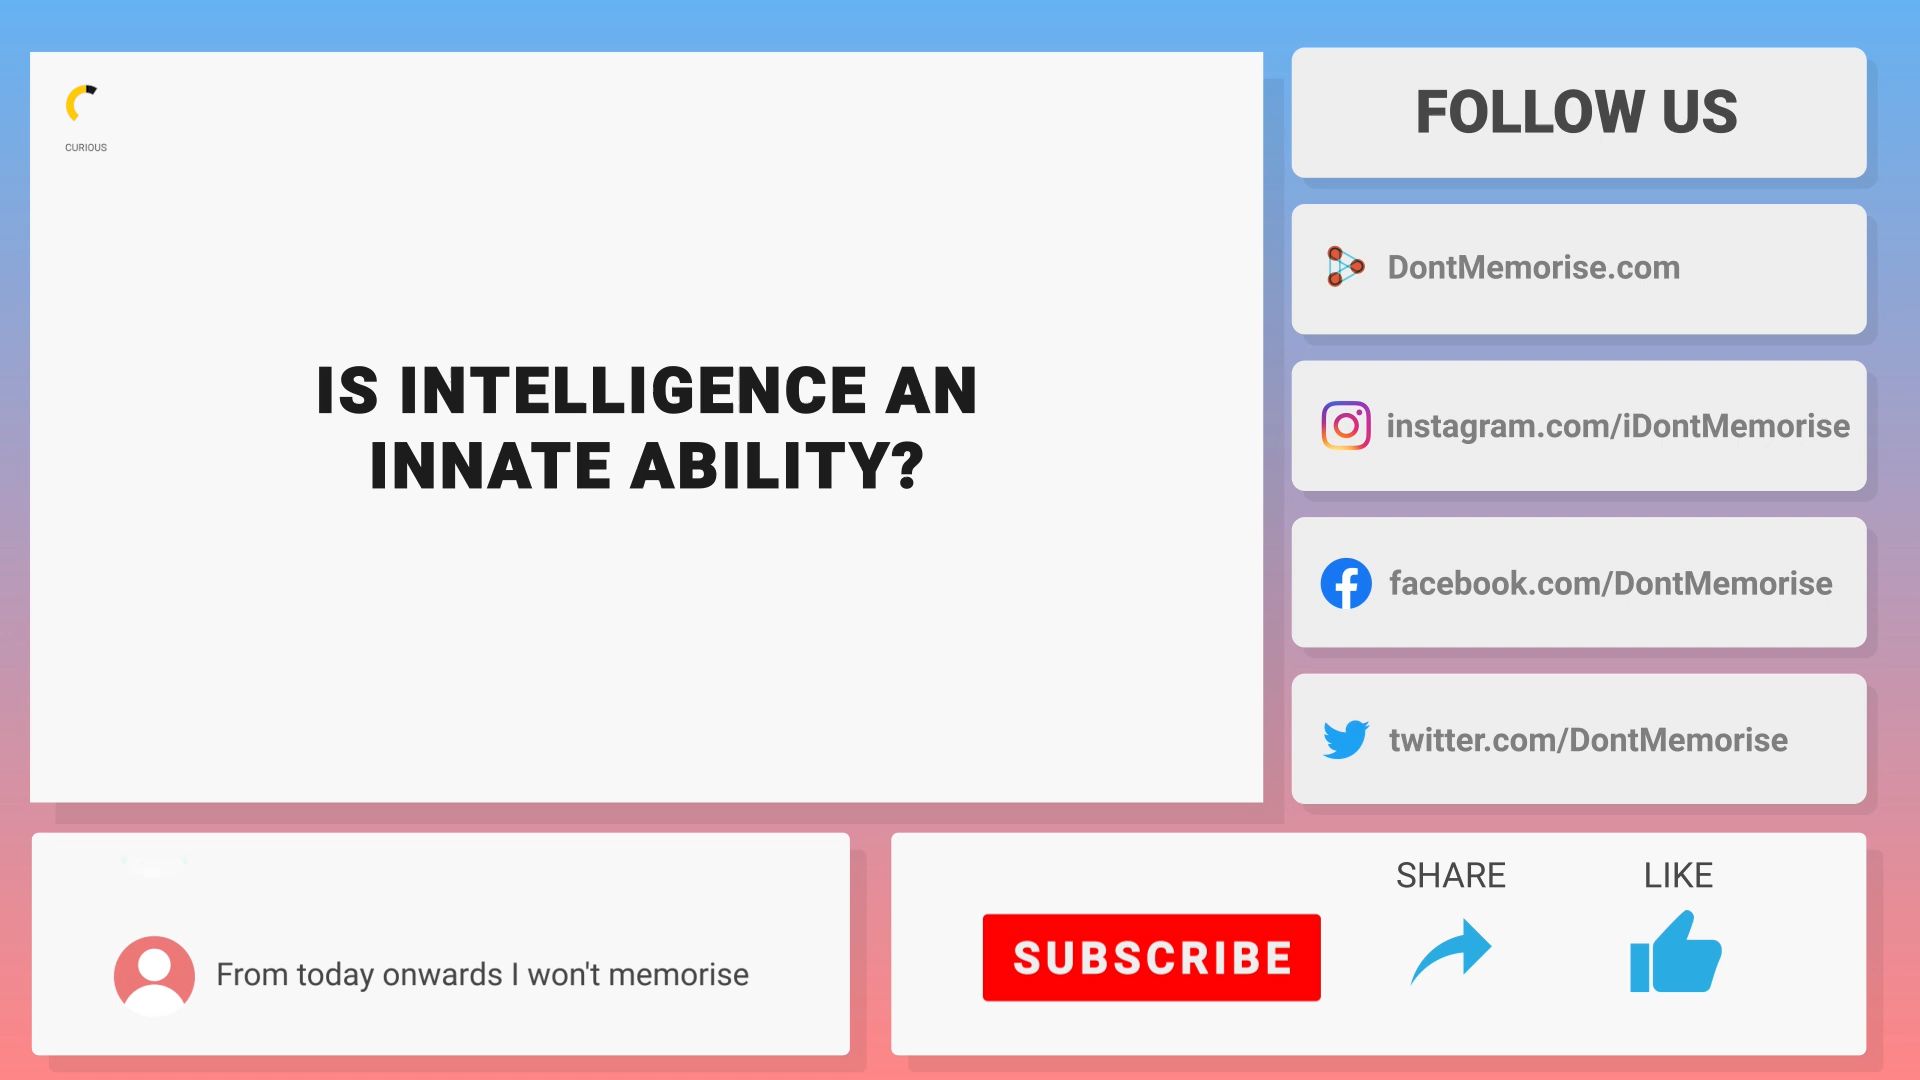 CURIOUS
IS INTELLIGENCE AN
INNATE ABILITY?
FOLLOW US
DontMemorise.com
instagram.com/iDontMemorise
facebook.com/DontMemorise
twitter.com/DontMemorise
From today onwards I won't memorise
SUBSCRIBE
SHARE
LIKE